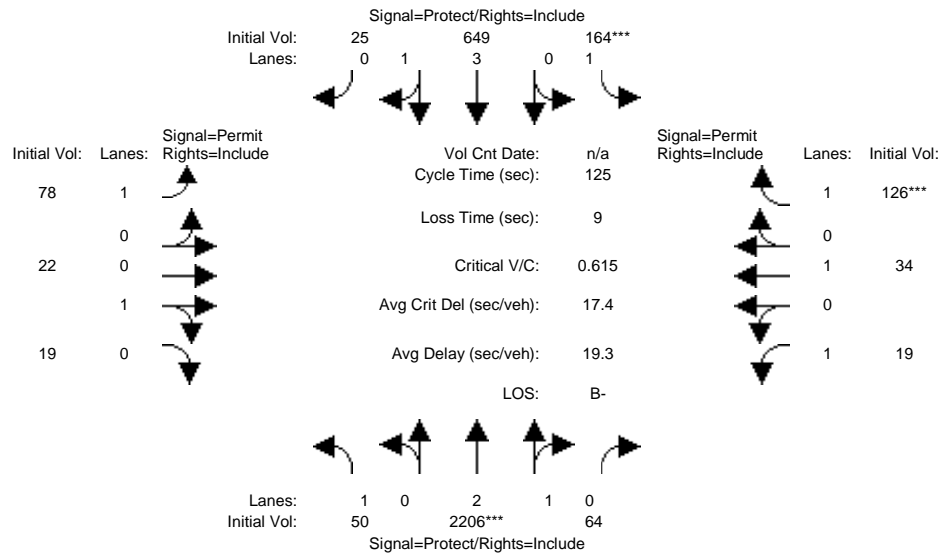 Signal=Protect/Rights=Include
Initial Vol: 25 649 164***
Lanes: 0 1 3 0 1
Signal=Permit Signal=Permit
Initial Vol: Lanes: Rights=Include Vol Cnt Date: n/a Rights=Include Lanes: Initial Vol:
Cycle Time (sec): 125
78 1 1 126***
Loss Time (sec): 9
0 0
22 0 Critical V/C: 0.615 1 34
1 Avg Crit Del (sec/veh): 17.4 0
19 0 Avg Delay (sec/veh): 19.3 1 19
LOS: B-
Lanes: 1 0 2 1 0
Initial Vol: 50 2206*** 64
Signal=Protect/Rights=Include